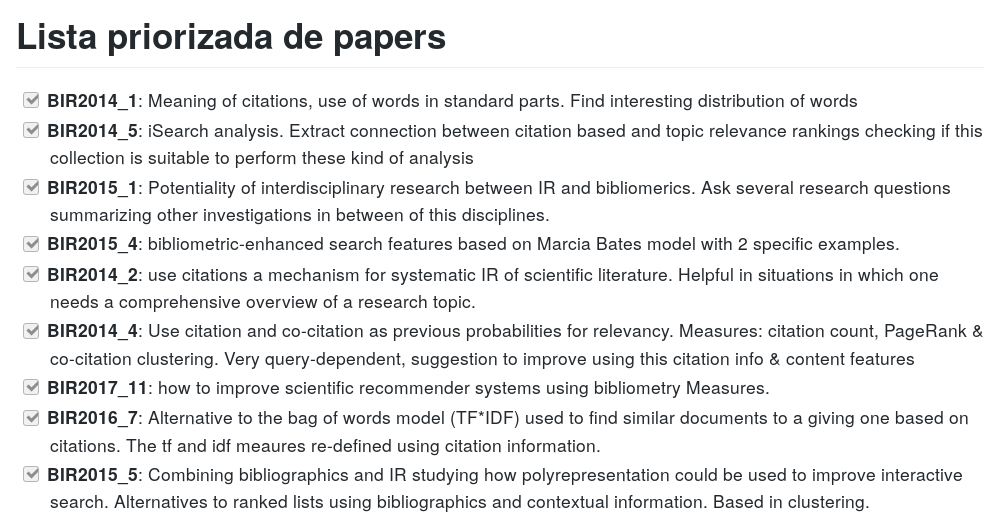 Lista priorizada de papers
BIR2014_1: Meaning of citations, use of words in standard parts. Find interesting distribution of words
BIR2014_5: iSearch analysis. Extract connection between citation based and topic relevance rankings checking if this
collection is suitable to perform these kind of analysis
BIR2015_1: Potentiality of interdisciplinary research between IR and bibliomerics. Ask several research questions
summarizing other investigations in between of this disciplines.
BIR2015_4: bibliometric-enhanced search features based on Marcia Bates model with 2 specific examples.
BIR2014_2: use citations a mechanism for systematic IR of scientific literature. Helpful in situations in which one
needs a comprehensive overview of a research topic.
BIR2014_4: Use citation and co-citation as previous probabilities for relevancy. Measures: citation count, PageRank &
co-citation clustering. Very query-dependent, suggestion to improve using this citation info & content features
BIR2017_11: how to improve scientific recommender systems using bibliometry Measures.
BIR2016_7: Alternative to the bag of words model (TF*IDF) used to find similar documents to a giving one based on
citations. The tf and idf meaures re-defined using citation information.
BIR2015_5: Combining bibliographics and IR studying how polyrepresentation could be used to improve interactive
search. Alternatives to ranked lists using bibliographics and contextual information. Based in clustering.